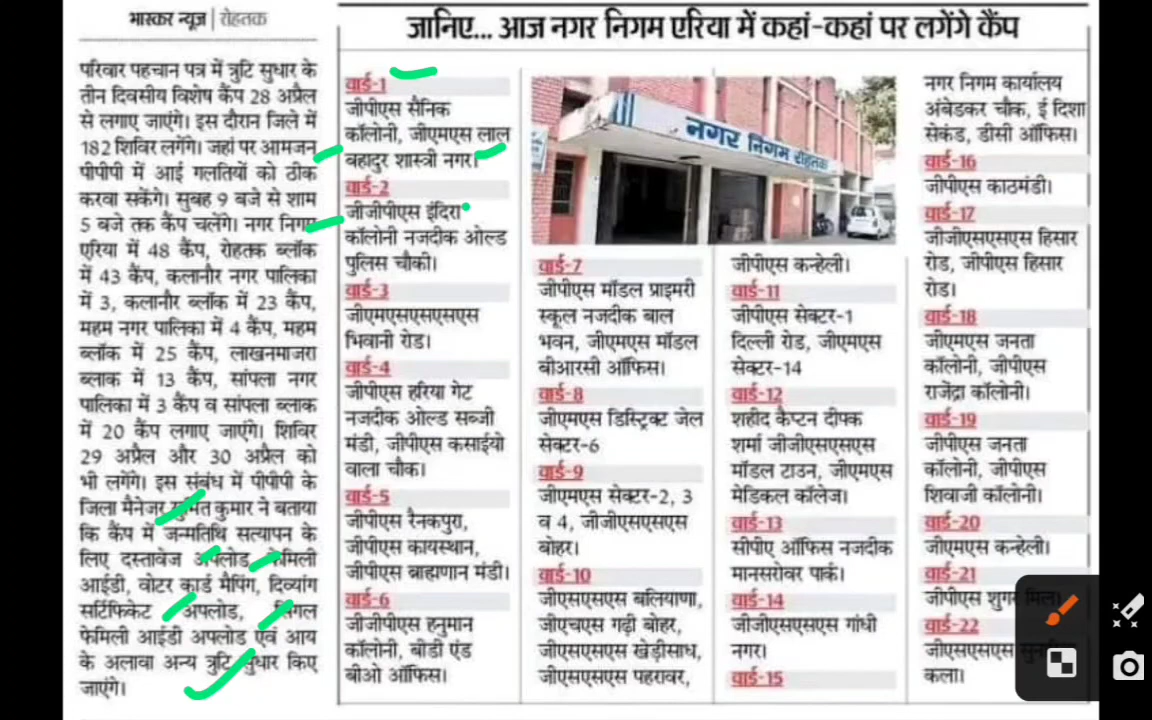 भास्कर न्यूज | रोहतक
परिवार पहचान पत्र में त्रुटि सुधार के
तीन दिवसीय विशेष कैंप 28 अप्रैल
से लगाए जाएंगे। इस दौरान जिले में
182 शिविर लगेंगे। जहां पर आमजन
पीपीपी में आई गलतियों को ठीक
करवा सकेंगे। सुबह 9 बजे से शाम
5 बजे तक कैंप चलेंगे। नगर निगम
एरिया में 48 कैंप, रोहतक ब्लॉक
में 43 कैंप, कलानौर नगर पालिका
में 3, कलानौर ब्लॉक में 23 कैंप,
महम नगर पालिका में 4 कैंप, महम
ब्लॉक में 25 कैंप, लाखनमाजरा
ब्लाक में 13 कैंप, सांपला नगर
पालिका में 3 कैंप व सांपला ब्लाक
में 20 कैंप लगाए जाएंगे। शिविर
29 अप्रैल और 30 अप्रैल को
भी लगेंगे। इस संबंध में पीपीपी के
जिला मैनेजर कुमार ने बताया
कि कैंप में जन्मतिथि सत्यापन के
लिए दस्तावेज अपलोड, फेमिली
आईडी, वोटर कार्ड मैपिंग, दिव्यांग
सर्टिफिकेट अपलोड, सिंगल
फेमिली आईडी अपलोड एवं आय
के अलावा अन्य त्रुटि सुधार किए
जाएंगे।
जानिए... आज नगर निगम एरिया में कहां-कहां पर लगेंगे कैंप
वार्ड-1
जीपीएस सैनिक
कॉलोनी, जीएमएस लाल
बहादुर शास्त्री नगर।
वार्ड-2
जीजीपीएस इंदिरा
कॉलोनी नजदीक ओल्ड
पुलिस चौकी।
वार्ड-3
जीएमएसएसएसएस
भिवानी रोड।
वार्ड-4
जीपीएस हरिया गेट
नजदीक ओल्ड सब्जी
मंडी, जीपीएस कसाईयो
वाला चौक।
वार्ड-5
जीपीएस रैनकपुरा,
जीपीएस कायस्थान,
जीपीएस ब्राह्मणान मंडी।
वार्ड-6
जीजीपीएस हनुमान
कॉलोनी, बीडी एंड
बीओ ऑफिस।
नगर निगम रोहतक
वार्ड-7
जीपीएस मॉडल प्राइमरी
स्कूल नजदीक बाल
भवन, जीएमएस मॉडल
बीआरसी ऑफिस।
वार्ड-8
जीएमएस डिस्ट्रिक्ट जेल
सेक्टर-6
वार्ड-9
जीएमएस सेक्टर-2, 3
व 4, जीजीएसएसएस
बोहर।
वार्ड-10
जीएसएसएस बलियाणा,
जीएचएस गढ़ी बोहर,
जीएसएसएस खेड़ीसाध,
जीएसएसएस पहरावर,
जीपीएस कन्हेली।
वार्ड-11
जीपीएस सेक्टर-1
दिल्ली रोड, जीएमएस
सेक्टर-14
वार्ड-12
शहीद कैप्टन दीपक
शर्मा जीजीएसएसएस
मॉडल टाउन, जीएमएस
मेडिकल कॉलेज।
वार्ड-13
सीपीए ऑफिस नजदीक
मानसरोवर पार्क।
वार्ड-14
जीजीएसएसएस गांधी
नगर।
वार्ड-15
नगर निगम कार्यालय
अंबेडकर चौक, ई दिशा
सेकंड, डीसी ऑफिस।
वार्ड-16
जीपीएस काठमंडी।
वार्ड-17
जीजीएसएसएस हिसार
रोड, जीपीएस हिसार
रोड।
वार्ड-18
जीएमएस जनता
कॉलोनी, जीपीएस
राजेंद्रा कॉलोनी।
वार्ड-19
जीपीएस जनता
कॉलोनी, जीपीएस
शिवाजी कॉलोनी।
वार्ड-20
जीएमएस कन्हेली।
वार्ड-21
जीपीएस शुगर मिल।
वार्ड-22
जीएसएसएस
कला।